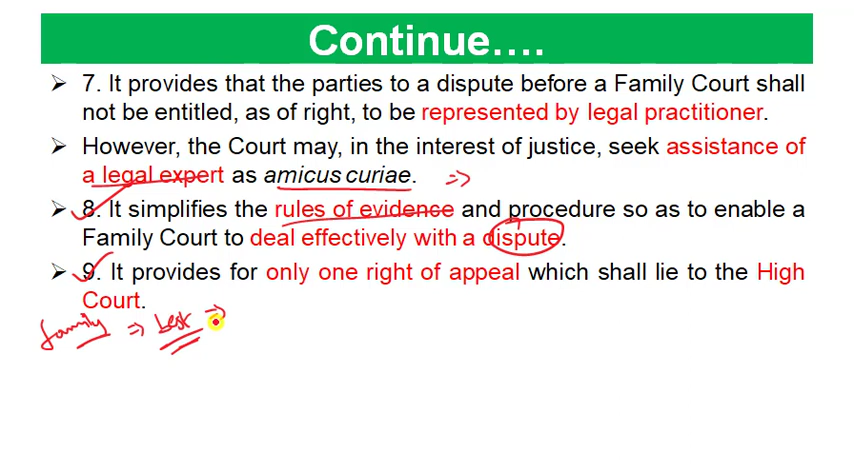 Continue....
➤ 7. It provides that the parties to a dispute before a Family Court shall
not be entitled, as of right, to be represented by legal practitioner.
➤ However, the Court may, in the interest of justice, seek assistance of
a legal expert as amicus curiae. ⇒
➤ 8. It simplifies the rules of evidence and procedure so as to enable a
Family Court to deal effectively with a dispute.
➤ 9. It provides for only one right of appeal which shall lie to the High
Court.
family ⇒ best ⇒